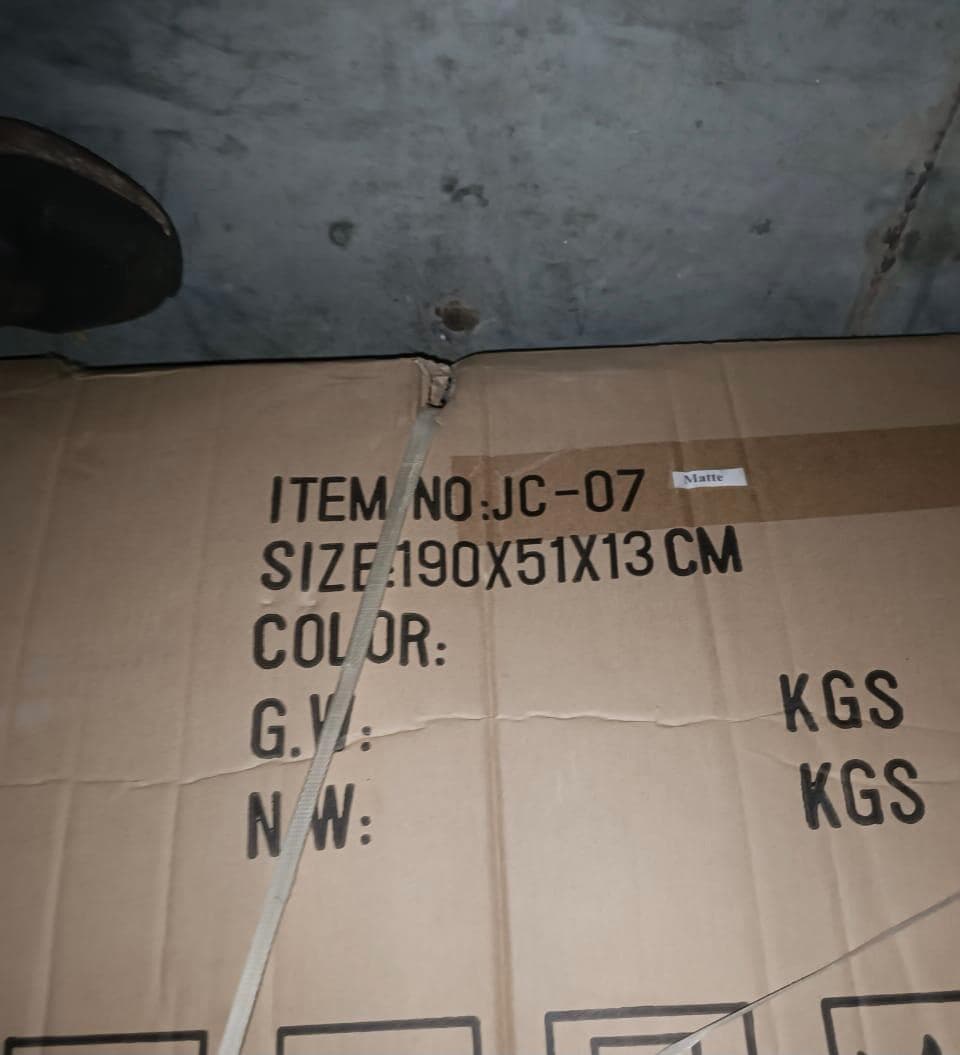 ITEM NO:JC-07 Matte
SIZE:190X51X13 CM
COLOR:
G.W: KGS
N.W: KGS